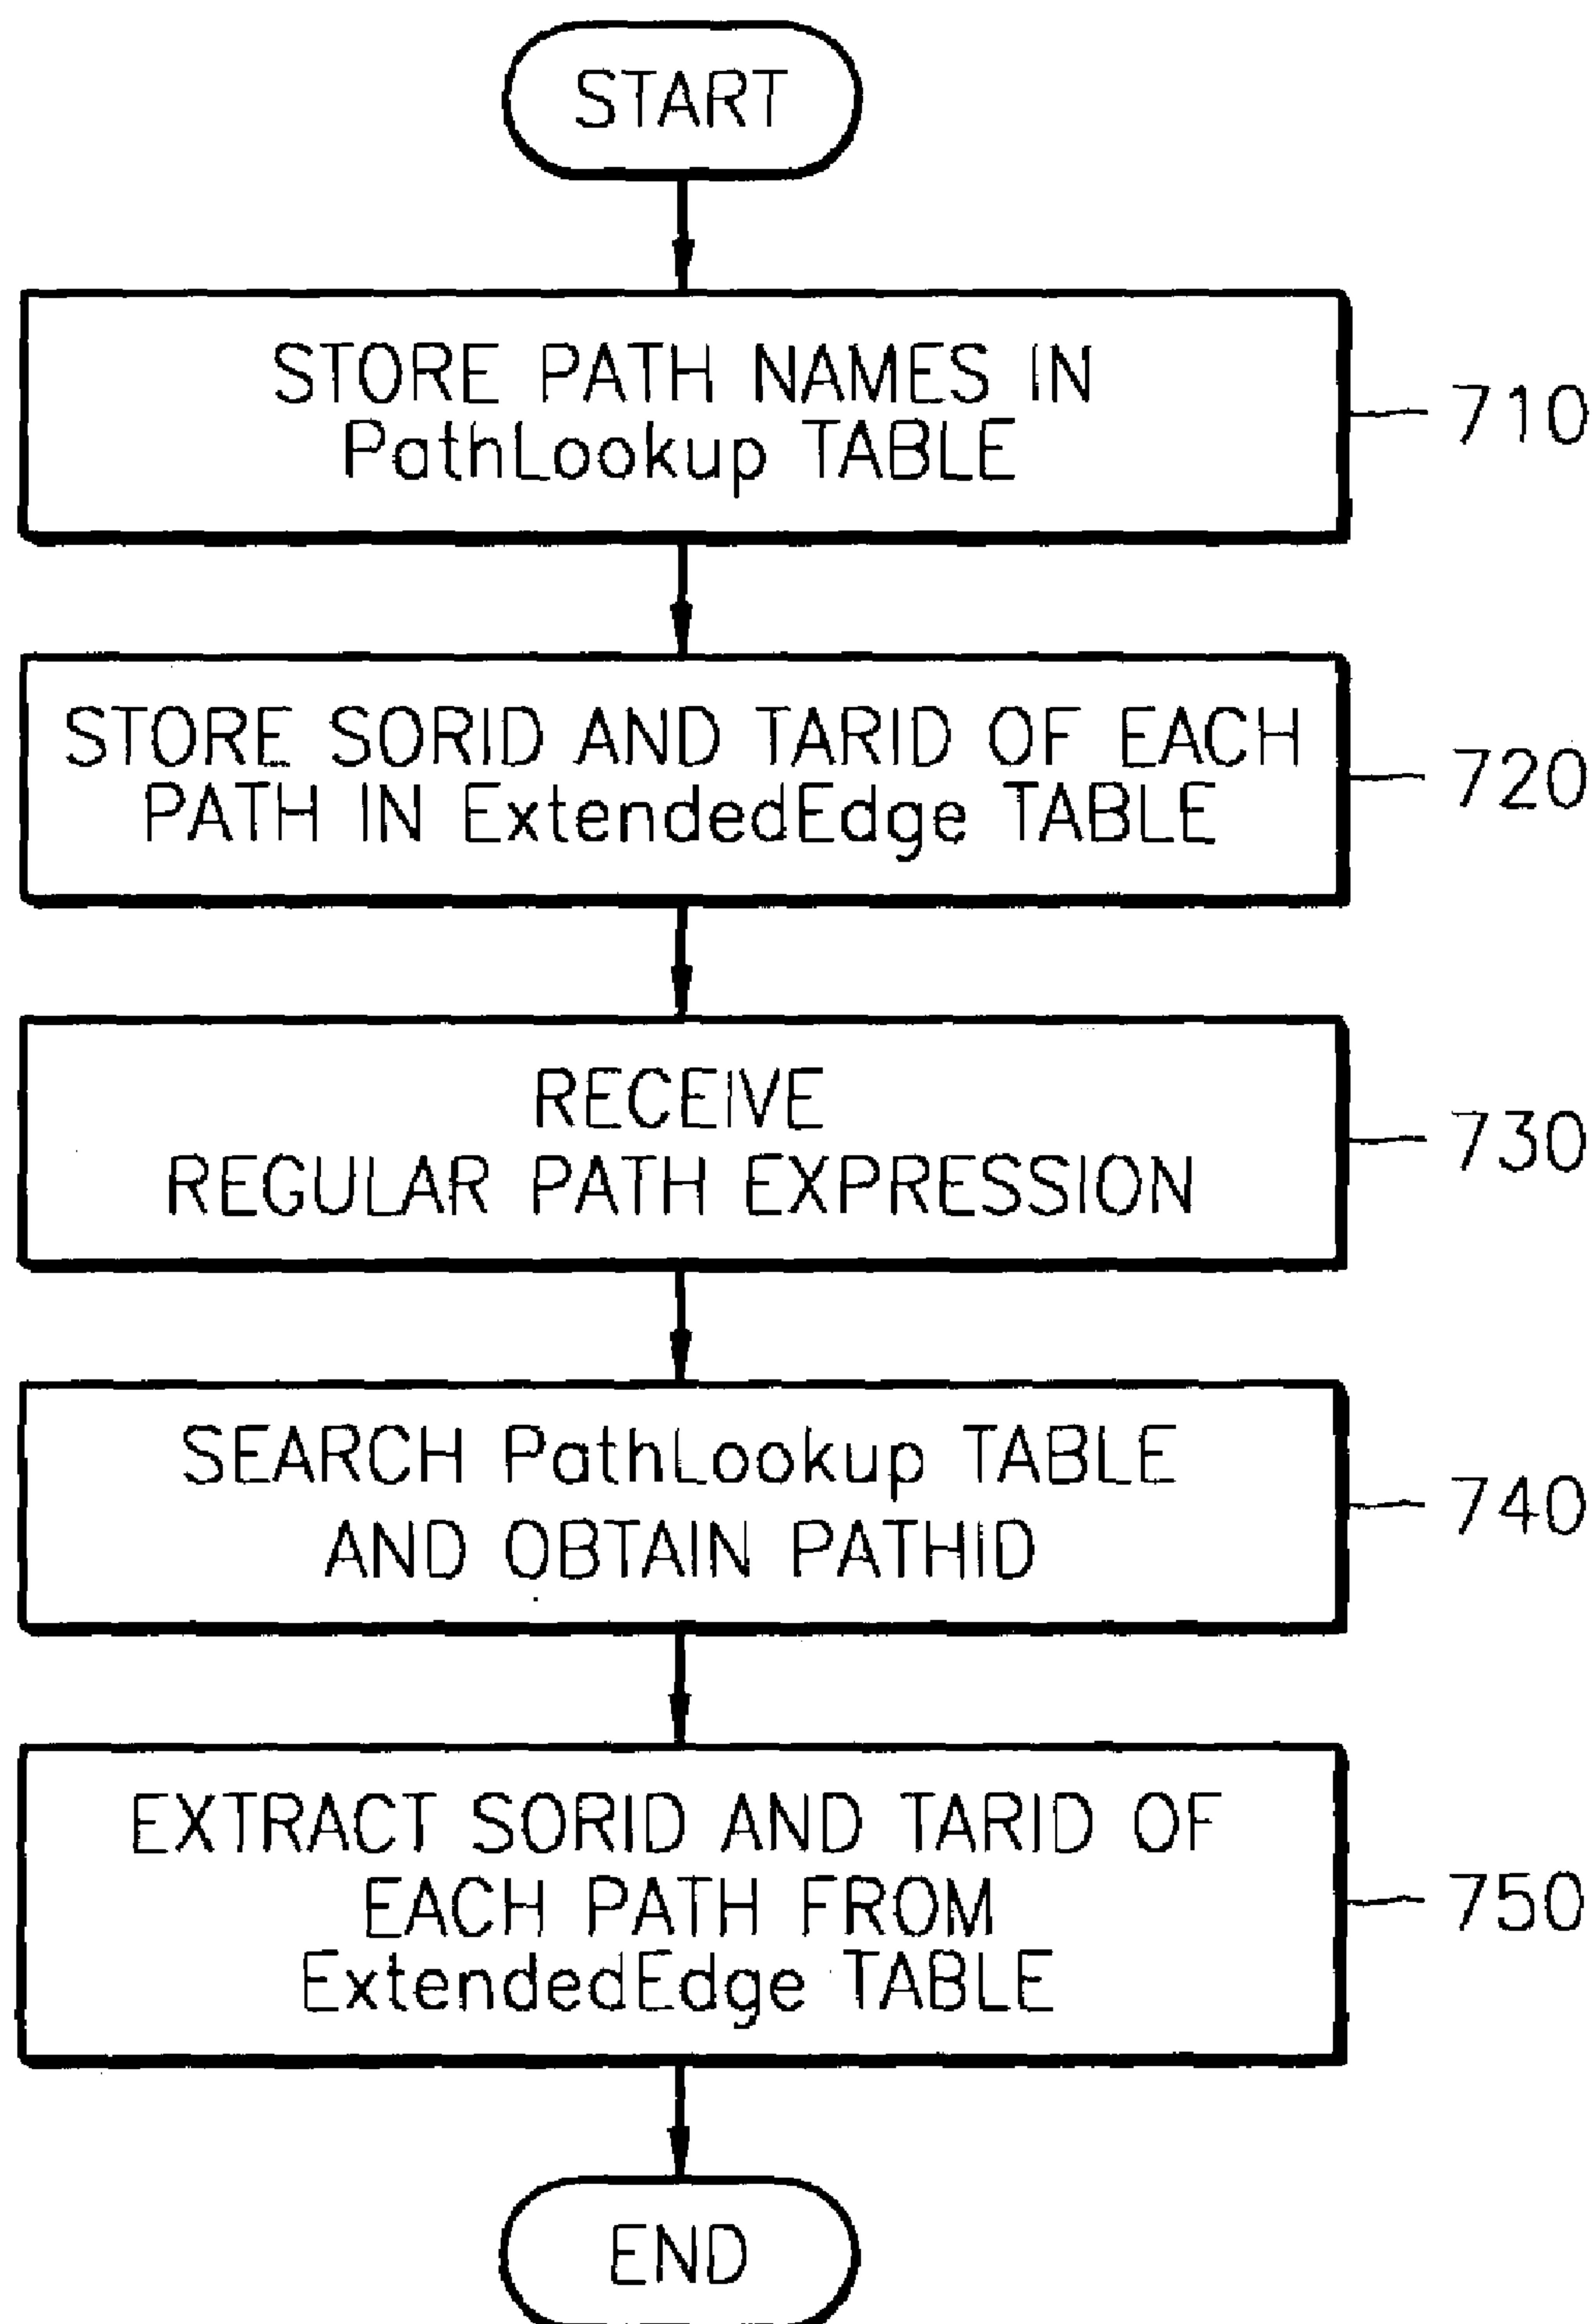 START
STORE PATH NAMES IN
PathLookup TABLE
710
STORE SORID AND TARID OF EACH
PATH IN ExtendedEdge TABLE
720
RECEIVE
REGULAR PATH EXPRESSION
730
SEARCH PathLookup TABLE
AND OBTAIN PATHID
740
EXTRACT SORID AND TARID OF
EACH PATH FROM
ExtendedEdge TABLE
750
END